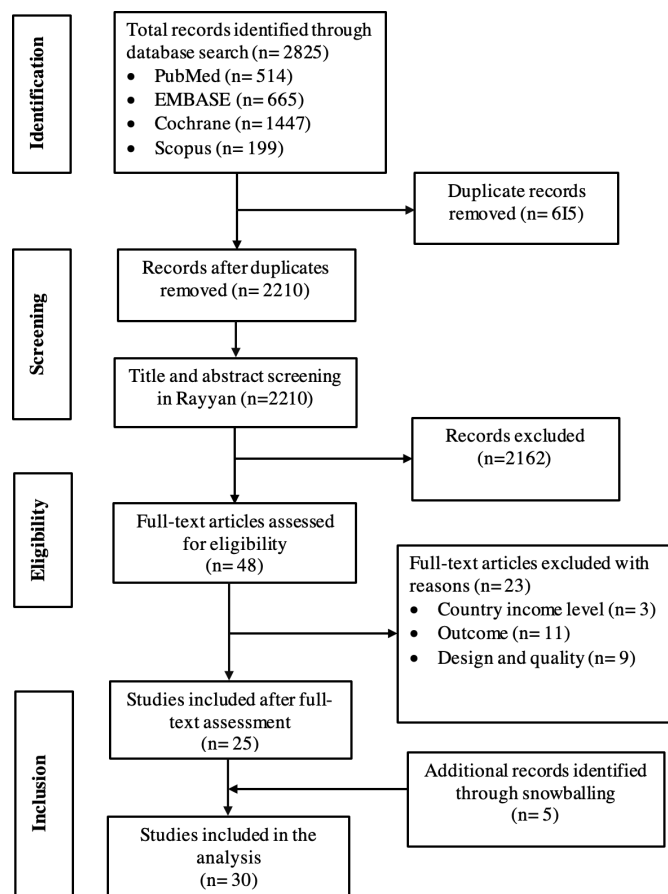 Identification
Total records identified through
database search (n= 2825)
• PubMed (n= 514)
• EMBASE (n= 665)
• Cochrane (n= 1447)
• Scopus (n= 199)
Duplicate records
removed (n= 6I5)
Screening
Records after duplicates
removed (n= 2210)
Title and abstract screening
in Rayyan (n=2210)
Records excluded
(n=2162)
Eligibility
Full-text articles assessed
for eligibility
(n= 48)
Full-text articles excluded with
reasons (n=23)
• Country income level (n= 3)
• Outcome (n= 11)
• Design and quality (n= 9)
Inclusion
Studies included after full-
text assessment
(n= 25)
Additional records identified
through snowballing
(n= 5)
Studies included in the
analysis
(n= 30)